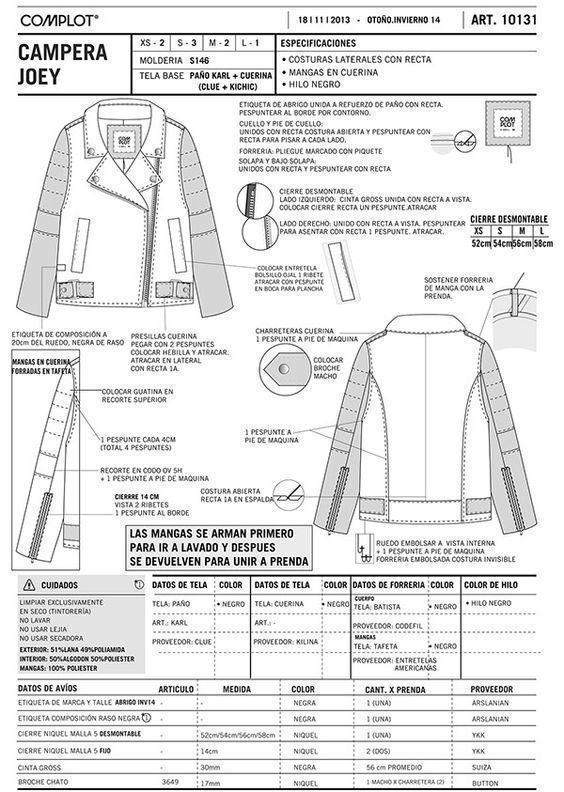 COMPLOT®
18 | 11 | 2013 - OTOÑO.INVIERNO 14
ART. 10131
CAMPERA
JOEY
XS - 2 S - 3 M - 2 L - 1
MOLDERIA S146
TELA BASE PAÑO KARL + CUERINA
(CLUE + KICHIC)
ESPECIFICACIONES
• COSTURAS LATERALES CON RECTA
• MANGAS EN CUERINA
• HILO NEGRO
ETIQUETA DE ABRIGO UNIDA A REFUERZO DE PAÑO CON RECTA.
PESPUNTEAR AL BORDE POR CONTORNO.
CUELLO Y PIE DE CUELLO:
UNIDOS CON RECTA COSTURA ABIERTA Y PESPUNTEAR CON
RECTA PARA PISAR A CADA LADO.
FORRERIA: PLIEGUE MARCADO CON PIQUETE
SOLAPA Y BAJO SOLAPA:
UNIDOS CON RECTA Y PESPUNTEAR CON RECTA
COM
PLOT
COM
PLOT
CIERRE DESMONTABLE
LADO IZQUIERDO: CINTA GROSS UNIDA CON RECTA A VISTA.
COLOCAR CIERRE RECTA UN PESPUNTE.ATRACAR
LADO DERECHO: UNIDO CON RECTA A VISTA. PESPUNTEAR
PARA ASENTAR CON RECTA 1 PESPUNTE. ATRACAR.
CIERRE DESMONTABLE
XS S M L
52cm 54cm 56cm 58cm
COLOCAR ENTRETELA
BOLSILLO OJAL 1 RIBETE
ATRACAR CON PESPUNTE
EN BOCA PARA PLANCHA
SOSTENER FORRERIA
DE MANGA CON LA
PRENDA.
ETIQUETA DE COMPOSICIÓN A
20cm DEL RUEDO, NEGRA DE RASO
PRESILLAS CUERINA
PEGAR CON 2 PESPUNTES
COLOCAR HEBILLA Y ATRACAR.
ATRACAR EN LATERAL
CON RECTA 1A.
CHARRETERAS CUERINA
1 PESPUNTE A PIE DE MAQUINA
COLOCAR
BROCHE
MACHO
MANGAS EN CUERINA
FORRADAS EN TAFETA
COLOCAR GUATINA EN
RECORTE SUPERIOR
1 PESPUNTE CADA 4CM
(TOTAL 4 PESPUNTES)
1 PESPUNTE A
PIE DE MAQUINA
RECORTE EN CODO OV 5H
+ 1 PESPUNTE A PIE DE MAQUINA
CIERRRE 14 CM
VISTA 2 RIBETES
1 PESPUNTE AL BORDE
COSTURA ABIERTA
RECTA 1A EN ESPALDA
LAS MANGAS SE ARMAN PRIMERO
PARA IR A LAVADO Y DESPUES
SE DEVUELVEN PARA UNIR A PRENDA
RUEDO EMBOLSAR A VISTA INTERNA
+ 1 PESPUNTE A PIE DE MAQUINA
FORRERIA EMBOLSADA COSTURA INVISIBLE
CUIDADOS
LIMPIAR EXCLUSIVAMENTE
EN SECO (TINTORERÍA)
NO LAVAR
NO USAR LEJIA
NO USAR SECADORA
EXTERIOR: 51%LANA 49%POLIAMIDA
INTERIOR: 50%ALGODON 50%POLIESTER
MANGAS: 100% POLIESTER
DATOS DE TELA COLOR DATOS DE TELA COLOR DATOS DE FORRERIA COLOR COLOR DE HILO
TELA: PAÑO • NEGRO TELA: CUERINA • NEGRO
ART.: KARL ART.: -
PROVEEDOR: CLUE PROVEEDOR: KILINA
CUERPO
TELA: BATISTA • NEGRO • HILO NEGRO
PROVEEDOR: CODEFIL
MANGAS
TELA: TAFETA • NEGRO
PROVEEDOR: ENTRETELAS
AMERICANAS
DATOS DE AVÍOS ARTICULO MEDIDA COLOR CANT. X PRENDA PROVEEDOR
ETIQUETA DE MARCA Y TALLE ABRIGO INV14 - - NEGRA 1 (UNA) ARSLANIAN
ETIQUETA COMPOSICIÓN RASO NEGRA - - NEGRA 1 (UNA) ARSLANIAN
CIERRE NIQUEL MALLA 5 DESMONTABLE - 52cm/54cm/56cm/58cm NIQUEL 1 (UNA) YKK
CIERRE NIQUEL MALLA 5 FIJO - 14cm NIQUEL 2 (DOS) YKK
CINTA GROSS - 30mm NEGRA 56 cm PROMEDIO SUIZA
BROCHE CHATO 3649 17mm NIQUEL 1 MACHO X CHARRETERA (2) BUTTON